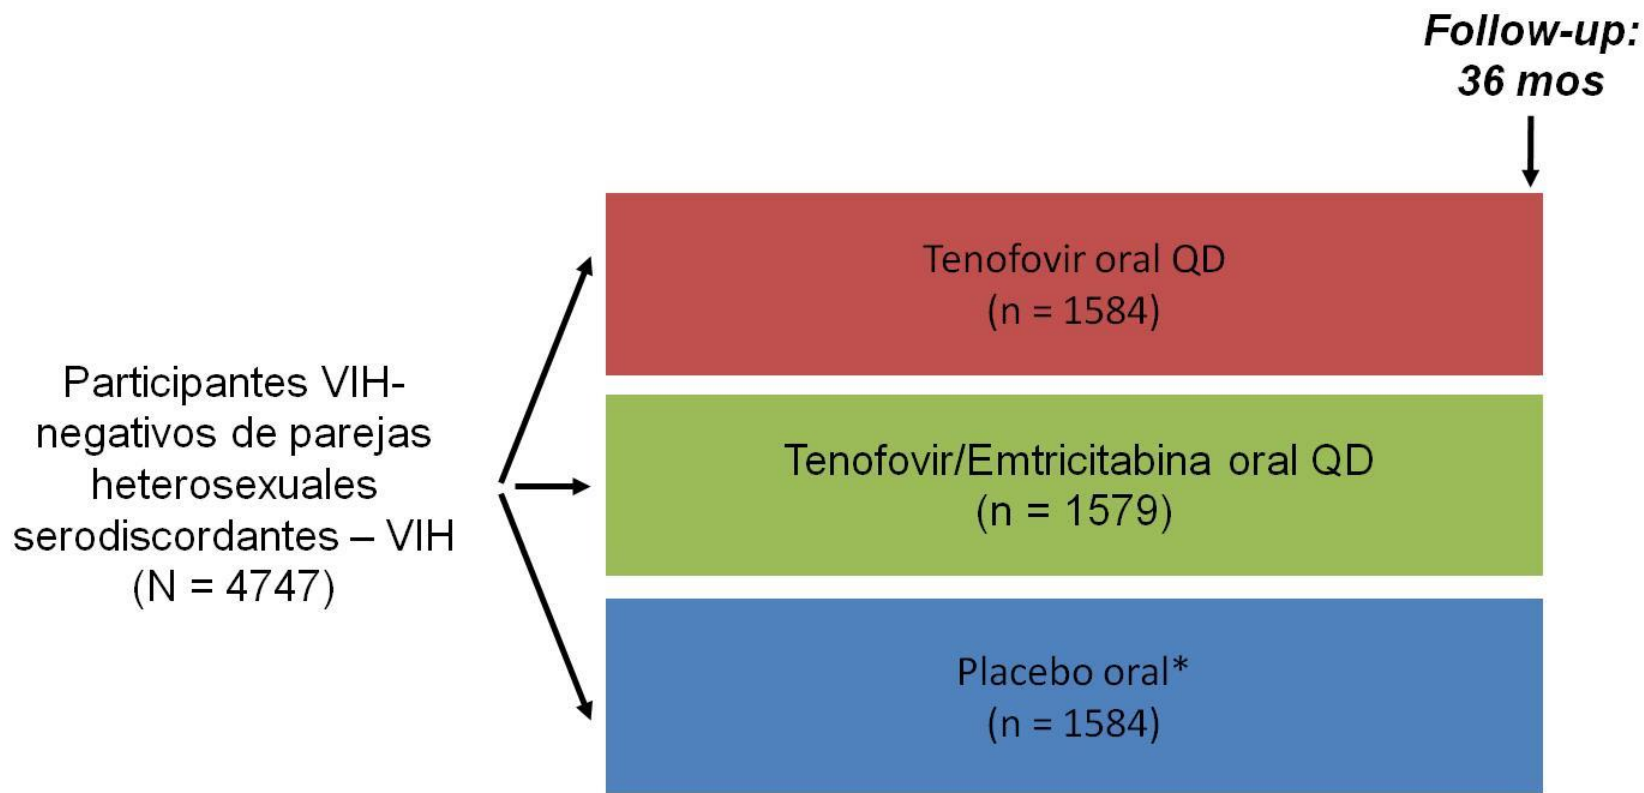 Follow-up:
36 mos
Tenofovir oral QD
(n = 1584)
Participantes VIH-
negativos de parejas
heterosexuales
serodiscordantes – VIH
(N = 4747)
Tenofovir/Emtricitabina oral QD
(n = 1579)
Placebo oral*
(n = 1584)